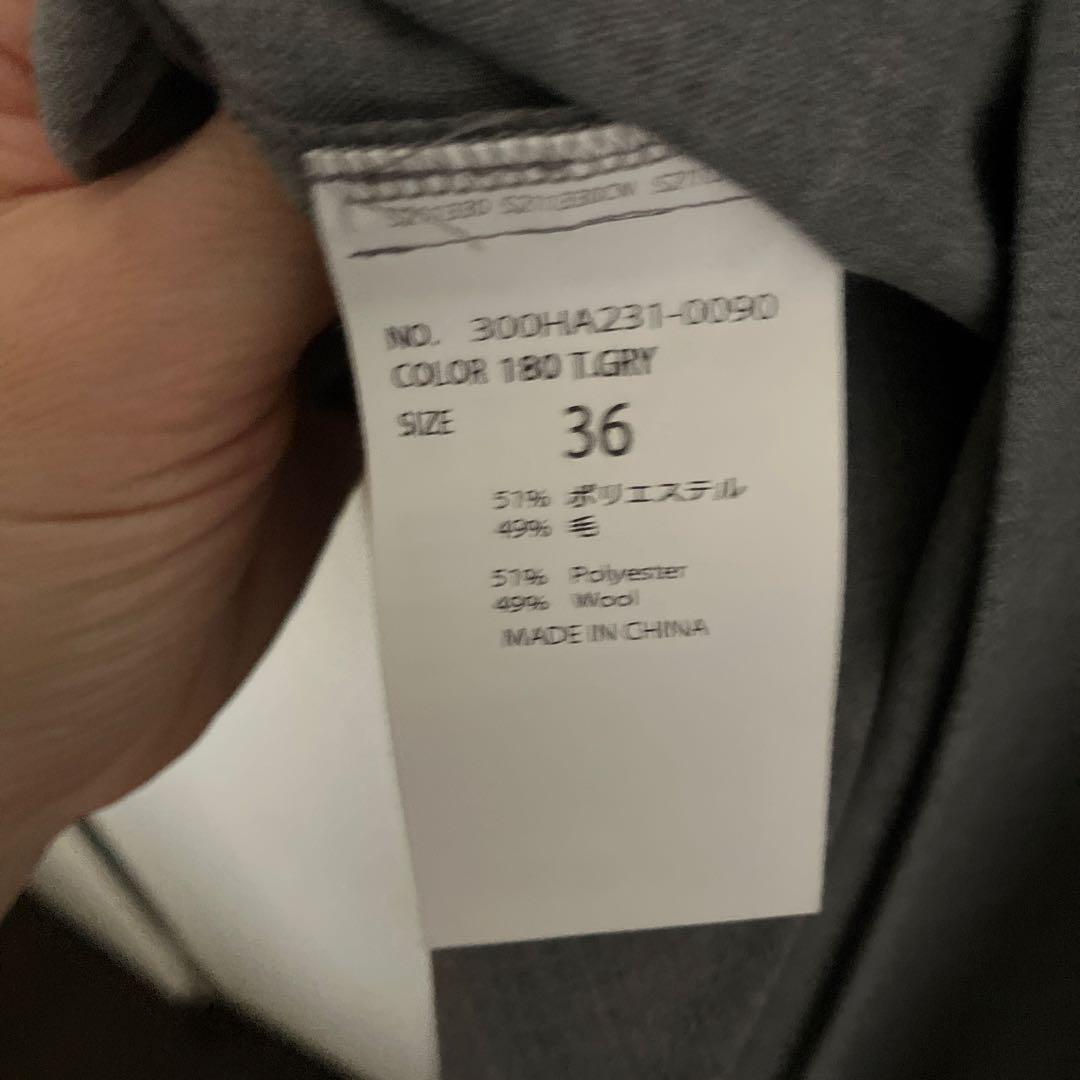 NO. 300HA231-0090
COLOR 180 T.GRY
SIZE 36
51% ポリエステル
49% 毛
51% Polyester
49% Wool
MADE IN CHINA